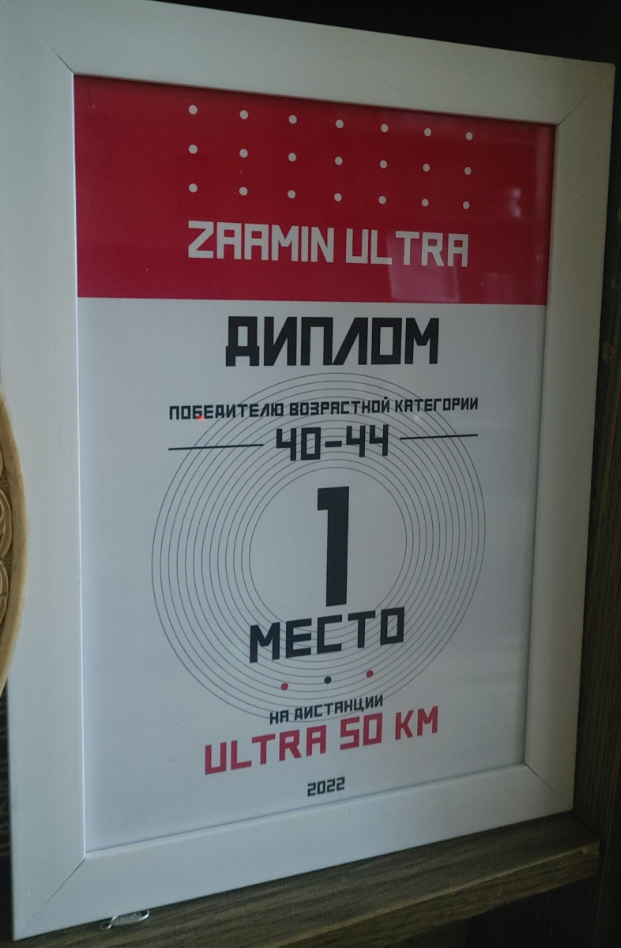 ZAAMIN ULTRA
ДИПЛОМ
ПОБЕДИТЕЛЮ ВОЗРАСТНОЙ КАТЕГОРИИ
40-44
1
МЕСТО
НА ДИСТАНЦИИ
ULTRA 50 KM
2022